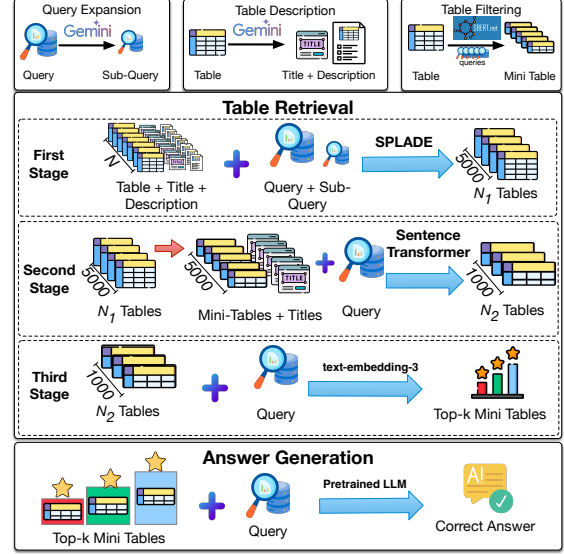 Query Expansion
Gemini
Query
Sub-Query
Table Description
Gemini
TITLE
Table
Title + Description
Table Filtering
SBERT.net
queries
Table
Mini Table
Table Retrieval
First
Stage
N
TITLE
Table + Title +
Description
Query + Sub-
Query
SPLADE
5000
N1 Tables
Second
Stage
5000
N1 Tables
5000
TITLE
Mini-Tables + Titles
Query
Sentence
Transformer
1000
N2 Tables
Third
Stage
1000
N2 Tables
Query
text-embedding-3
Top-k Mini Tables
Answer Generation
Top-k Mini Tables
Query
Pretrained LLM
A!
Correct Answer